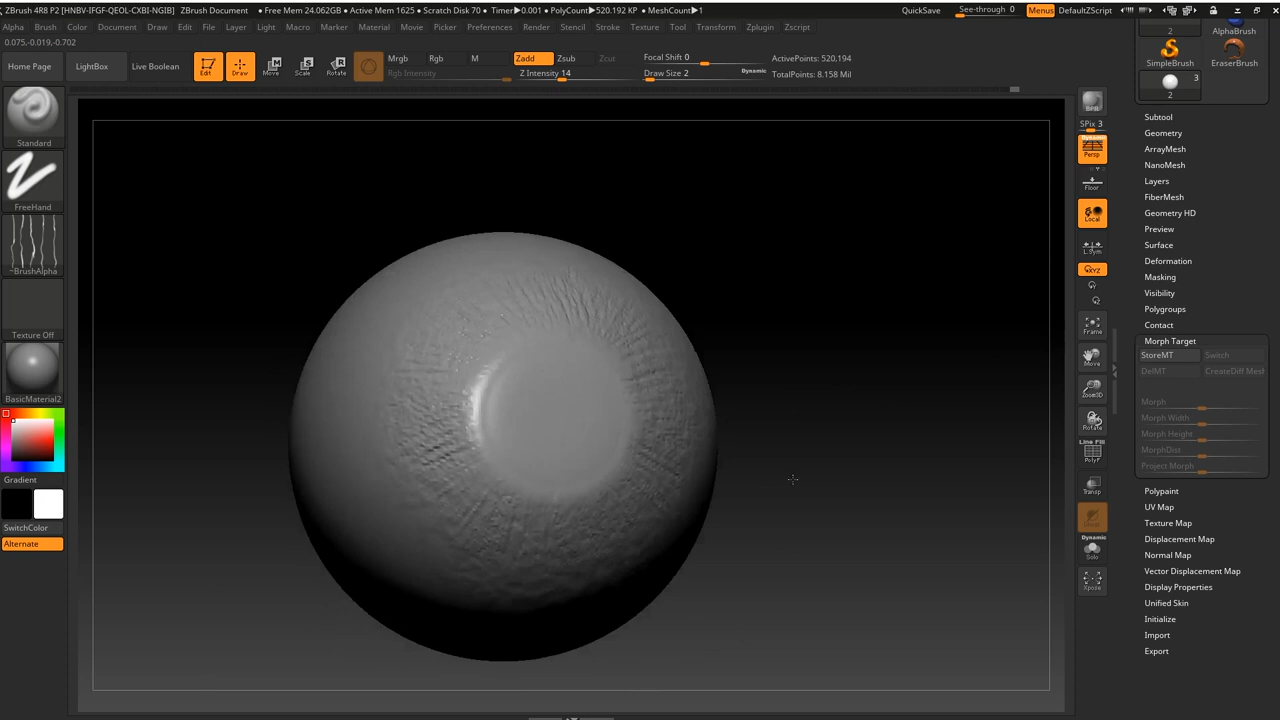 ZBrush 4R8 P2 [HNBV-IFGF-QEOL-CXBI-NGIB] ZBrush Document • Free Mem 24.062GB • Active Mem 1625 • Scratch Disk 70 • Timer▶0.001 • PolyCount▶520.192 KP • MeshCount▶1 QuickSave See-through 0 Menus DefaultZScript
Alpha Brush Color Document Draw Edit File Layer Light Macro Marker Material Movie Picker Preferences Render Stencil Stroke Texture Tool Transform Zplugin Zscript
0.075,-0.019,-0.702
Home Page LightBox Live Boolean Edit Draw Move Scale Rotate
Mrgb Rgb M Zadd Zsub Zcut Focal Shift 0 ActivePoints: 520,194
Rgb Intensity Z Intensity 14 Draw Size 2 Dynamic TotalPoints: 8.158 Mil
2 AlphaBrush
SimpleBrush EraserBrush
3
2
Standard
FreeHand
~BrushAlpha
Texture Off
BasicMaterial2
Gradient
SwitchColor
Alternate
BPR
SPix 3
Dynamic
Persp
Floor
Local
L.Sym
XYZ
Frame
Move
Zoom3D
Rotate
Line Fill
PolyF
Transp
Dynamic
Solo
Xpose
Subtool
Geometry
ArrayMesh
NanoMesh
Layers
FiberMesh
Geometry HD
Preview
Surface
Deformation
Masking
Visibility
Polygroups
Contact
Morph Target
StoreMT Switch
DelMT CreateDiff Mesh
Morph
Morph Width
Morph Height
MorphDist
Project Morph
Polypaint
UV Map
Texture Map
Displacement Map
Normal Map
Vector Displacement Map
Display Properties
Unified Skin
Initialize
Import
Export